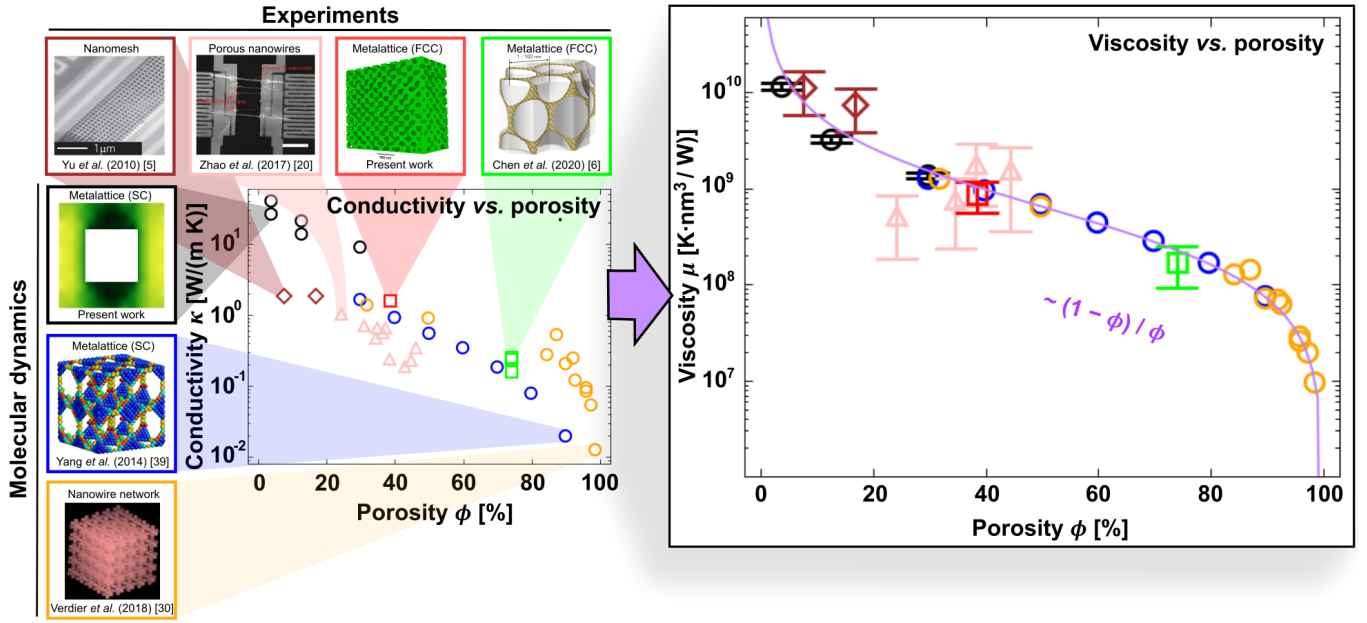 Experiments
Nanomesh
1μm
Yu et al. (2010) [5]
Porous nanowires
Zhao et al. (2017) [20]
Metalattice (FCC)
Present work
Metalattice (FCC)
1 - 100 nm
Chen et al. (2020) [6]
Molecular dynamics
Metalattice (SC)
Present work
Metalattice (SC)
Yang et al. (2014) [39]
Nanowire network
Verdier et al. (2018) [30]
Conductivity vs. porosity
Conductivity κ [W/(m K)]
10¹
10⁰
10⁻¹
10⁻²
0 20 40 60 80 100
Porosity ϕ [%]
Viscosity vs. porosity
Viscosity μ [K·nm³ / W]
10¹⁰
10⁹
10⁸
10⁷
~ (1 − ϕ) / ϕ
0 20 40 60 80 100
Porosity ϕ [%]